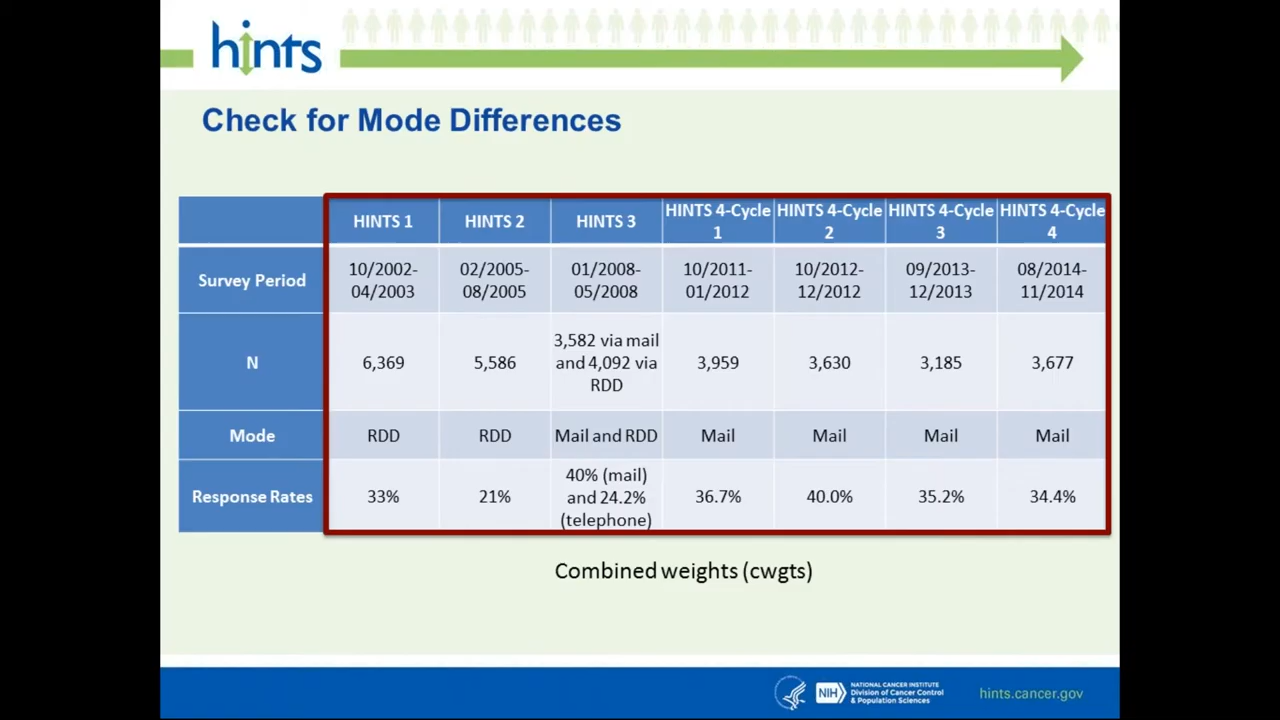 hints
Check for Mode Differences
HINTS 1
HINTS 2
HINTS 3
HINTS 4-Cycle
1
HINTS 4-Cycle
2
HINTS 4-Cycle
3
HINTS 4-Cycle
4
Survey Period
10/2002-
04/2003
02/2005-
08/2005
01/2008-
05/2008
10/2011-
01/2012
10/2012-
12/2012
09/2013-
12/2013
08/2014-
11/2014
N
6,369
5,586
3,582 via mail
and 4,092 via
RDD
3,959
3,630
3,185
3,677
Mode
RDD
RDD
Mail and RDD
Mail
Mail
Mail
Mail
Response Rates
33%
21%
40% (mail)
and 24.2%
(telephone)
36.7%
40.0%
35.2%
34.4%
Combined weights (cwgts)
NIH
NATIONAL CANCER INSTITUTE
Division of Cancer Control
& Population Sciences
hints.cancer.gov